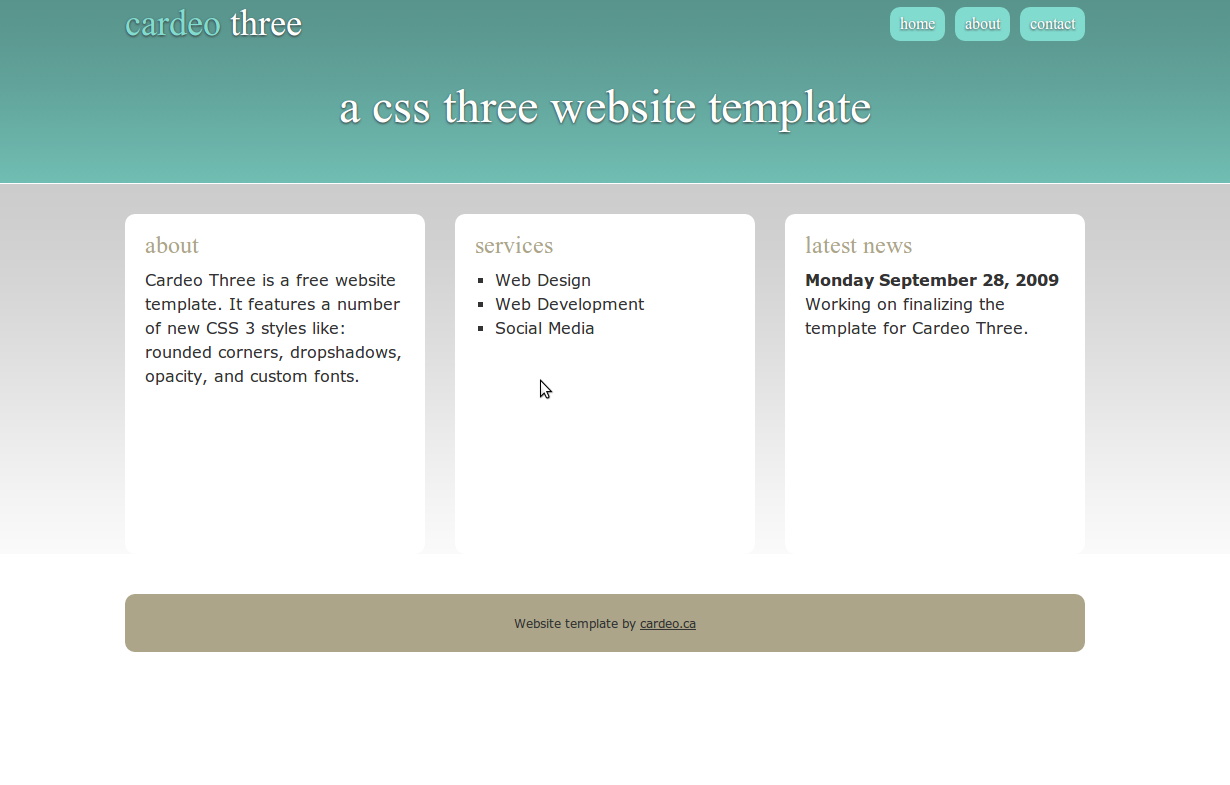 cardeo three
home about contact
a css three website template
about
Cardeo Three is a free website
template. It features a number
of new CSS 3 styles like:
rounded corners, dropshadows,
opacity, and custom fonts.
services
▪ Web Design
▪ Web Development
▪ Social Media
latest news
Monday September 28, 2009
Working on finalizing the
template for Cardeo Three.
Website template by cardeo.ca